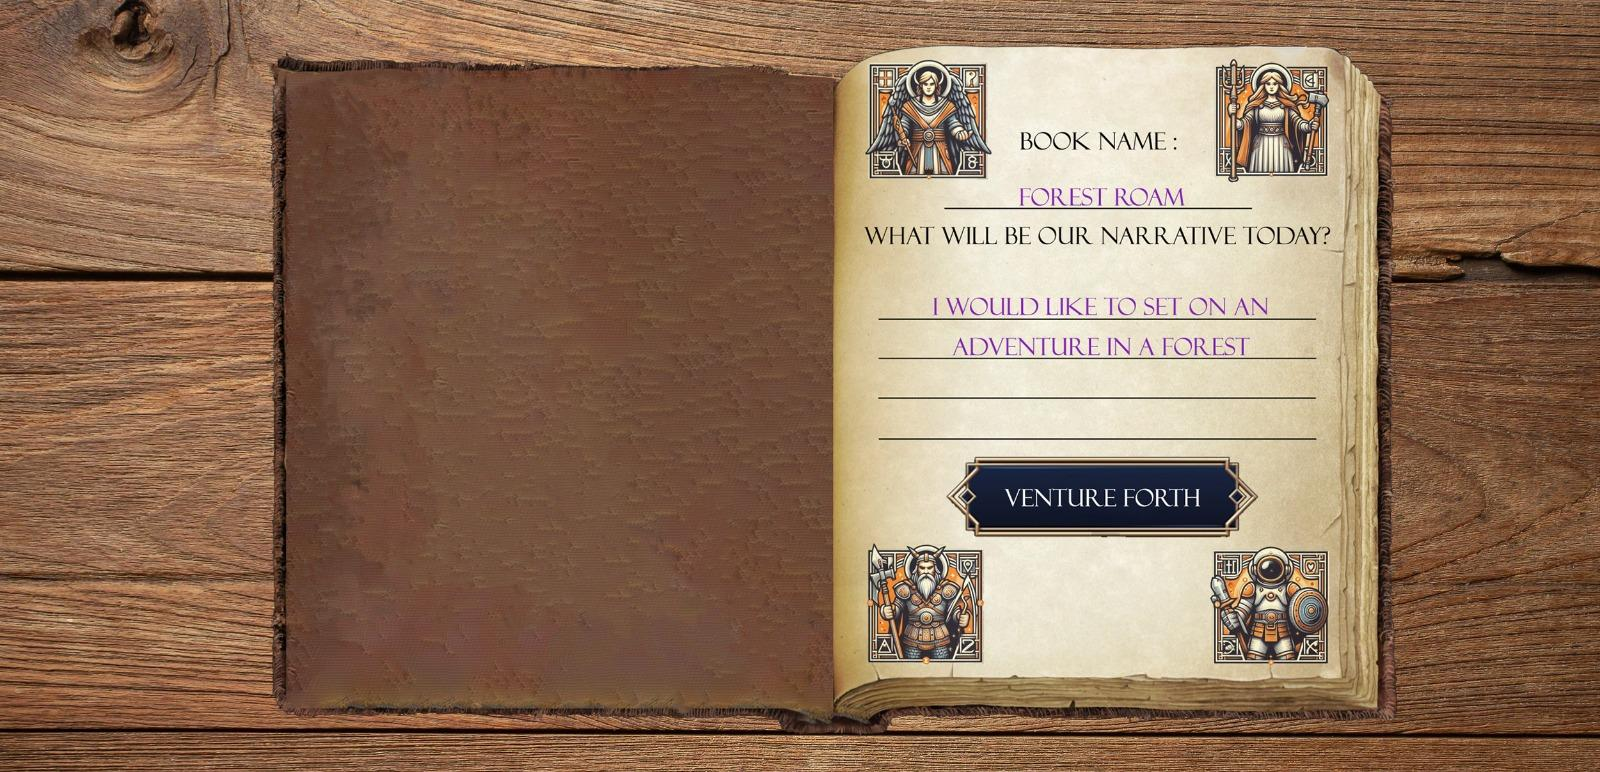 BOOK NAME :
FOREST ROAM
WHAT WILL BE OUR NARRATIVE TODAY?
I WOULD LIKE TO SET ON AN
ADVENTURE IN A FOREST
VENTURE FORTH